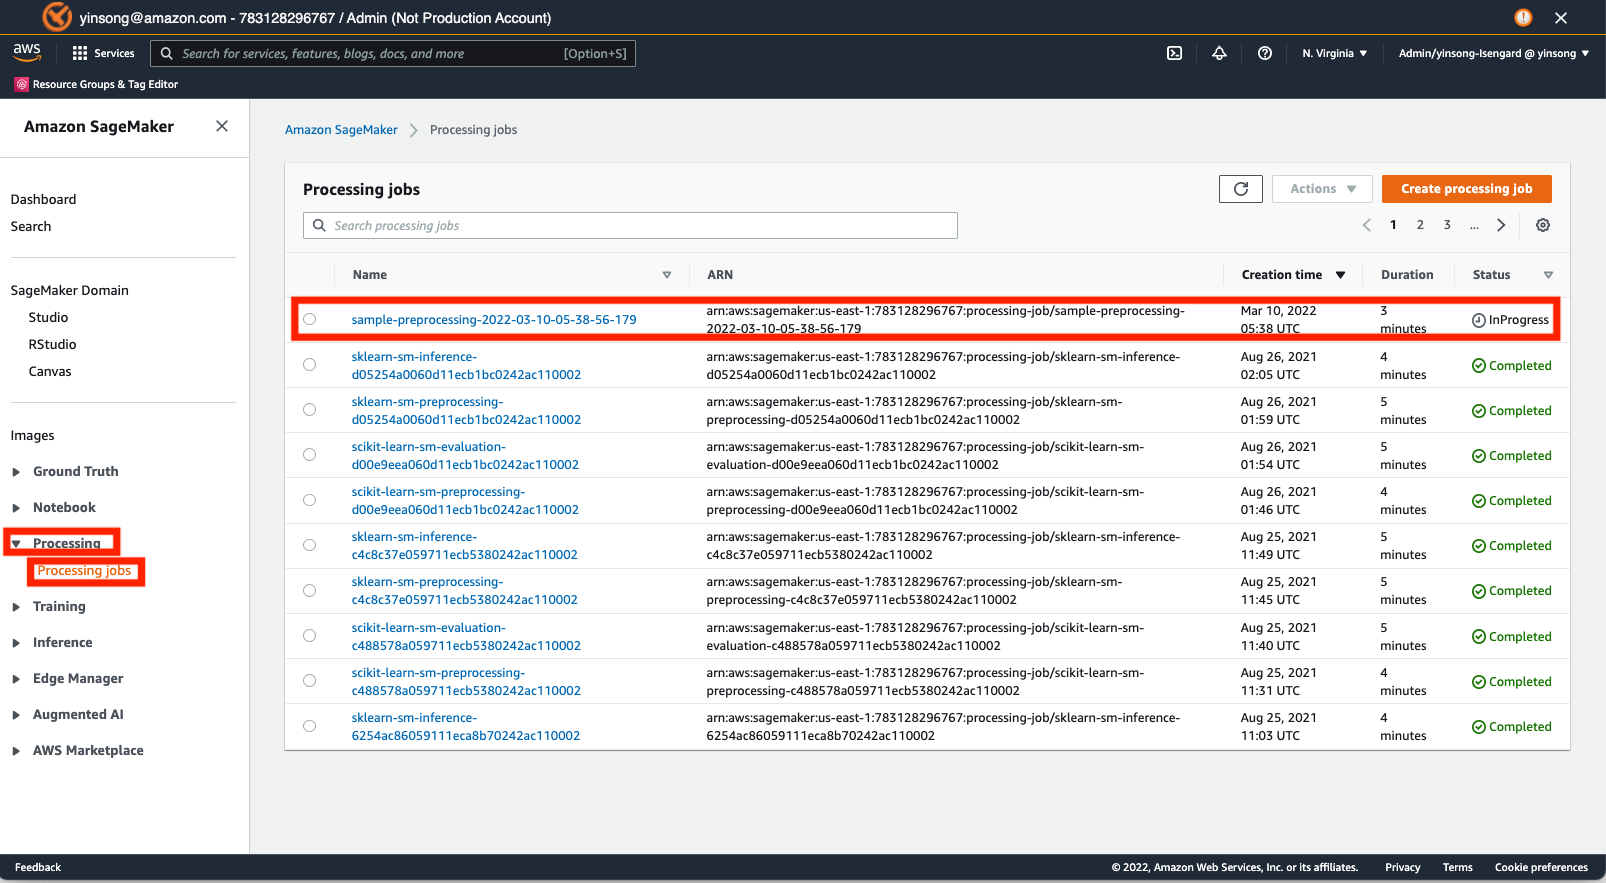 yinsong@amazon.com - 783128296767 / Admin (Not Production Account)
aws
Services
Search for services, features, blogs, docs, and more
[Option+S]
N. Virginia
Admin/yinsong-Isengard @ yinsong
Resource Groups & Tag Editor
Amazon SageMaker
Dashboard
Search
SageMaker Domain
Studio
RStudio
Canvas
Images
Ground Truth
Notebook
Processing
Processing jobs
Training
Inference
Edge Manager
Augmented AI
AWS Marketplace
Amazon SageMaker
Processing jobs
Processing jobs
Actions
Create processing job
Search processing jobs
1 2 3 ...
Name ARN Creation time Duration Status
sample-preprocessing-2022-03-10-05-38-56-179
arn:aws:sagemaker:us-east-1:783128296767:processing-job/sample-preprocessing-
2022-03-10-05-38-56-179
Mar 10, 2022
05:38 UTC
3
minutes
InProgress
sklearn-sm-inference-
d05254a0060d11ecb1bc0242ac110002
arn:aws:sagemaker:us-east-1:783128296767:processing-job/sklearn-sm-inference-
d05254a0060d11ecb1bc0242ac110002
Aug 26, 2021
02:05 UTC
4
minutes
Completed
sklearn-sm-preprocessing-
d05254a0060d11ecb1bc0242ac110002
arn:aws:sagemaker:us-east-1:783128296767:processing-job/sklearn-sm-
preprocessing-d05254a0060d11ecb1bc0242ac110002
Aug 26, 2021
01:59 UTC
5
minutes
Completed
scikit-learn-sm-evaluation-
d00e9eea060d11ecb1bc0242ac110002
arn:aws:sagemaker:us-east-1:783128296767:processing-job/scikit-learn-sm-
evaluation-d00e9eea060d11ecb1bc0242ac110002
Aug 26, 2021
01:54 UTC
5
minutes
Completed
scikit-learn-sm-preprocessing-
d00e9eea060d11ecb1bc0242ac110002
arn:aws:sagemaker:us-east-1:783128296767:processing-job/scikit-learn-sm-
preprocessing-d00e9eea060d11ecb1bc0242ac110002
Aug 26, 2021
01:46 UTC
4
minutes
Completed
sklearn-sm-inference-
c4c8c37e059711ecb5380242ac110002
arn:aws:sagemaker:us-east-1:783128296767:processing-job/sklearn-sm-inference-
c4c8c37e059711ecb5380242ac110002
Aug 25, 2021
11:49 UTC
5
minutes
Completed
sklearn-sm-preprocessing-
c4c8c37e059711ecb5380242ac110002
arn:aws:sagemaker:us-east-1:783128296767:processing-job/sklearn-sm-
preprocessing-c4c8c37e059711ecb5380242ac110002
Aug 25, 2021
11:45 UTC
5
minutes
Completed
scikit-learn-sm-evaluation-
c488578a059711ecb5380242ac110002
arn:aws:sagemaker:us-east-1:783128296767:processing-job/scikit-learn-sm-
evaluation-c488578a059711ecb5380242ac110002
Aug 25, 2021
11:40 UTC
5
minutes
Completed
scikit-learn-sm-preprocessing-
c488578a059711ecb5380242ac110002
arn:aws:sagemaker:us-east-1:783128296767:processing-job/scikit-learn-sm-
preprocessing-c488578a059711ecb5380242ac110002
Aug 25, 2021
11:31 UTC
4
minutes
Completed
sklearn-sm-inference-
6254ac86059111eca8b70242ac110002
arn:aws:sagemaker:us-east-1:783128296767:processing-job/sklearn-sm-inference-
6254ac86059111eca8b70242ac110002
Aug 25, 2021
11:03 UTC
4
minutes
Completed
Feedback
© 2022, Amazon Web Services, Inc. or its affiliates.
Privacy
Terms
Cookie preferences